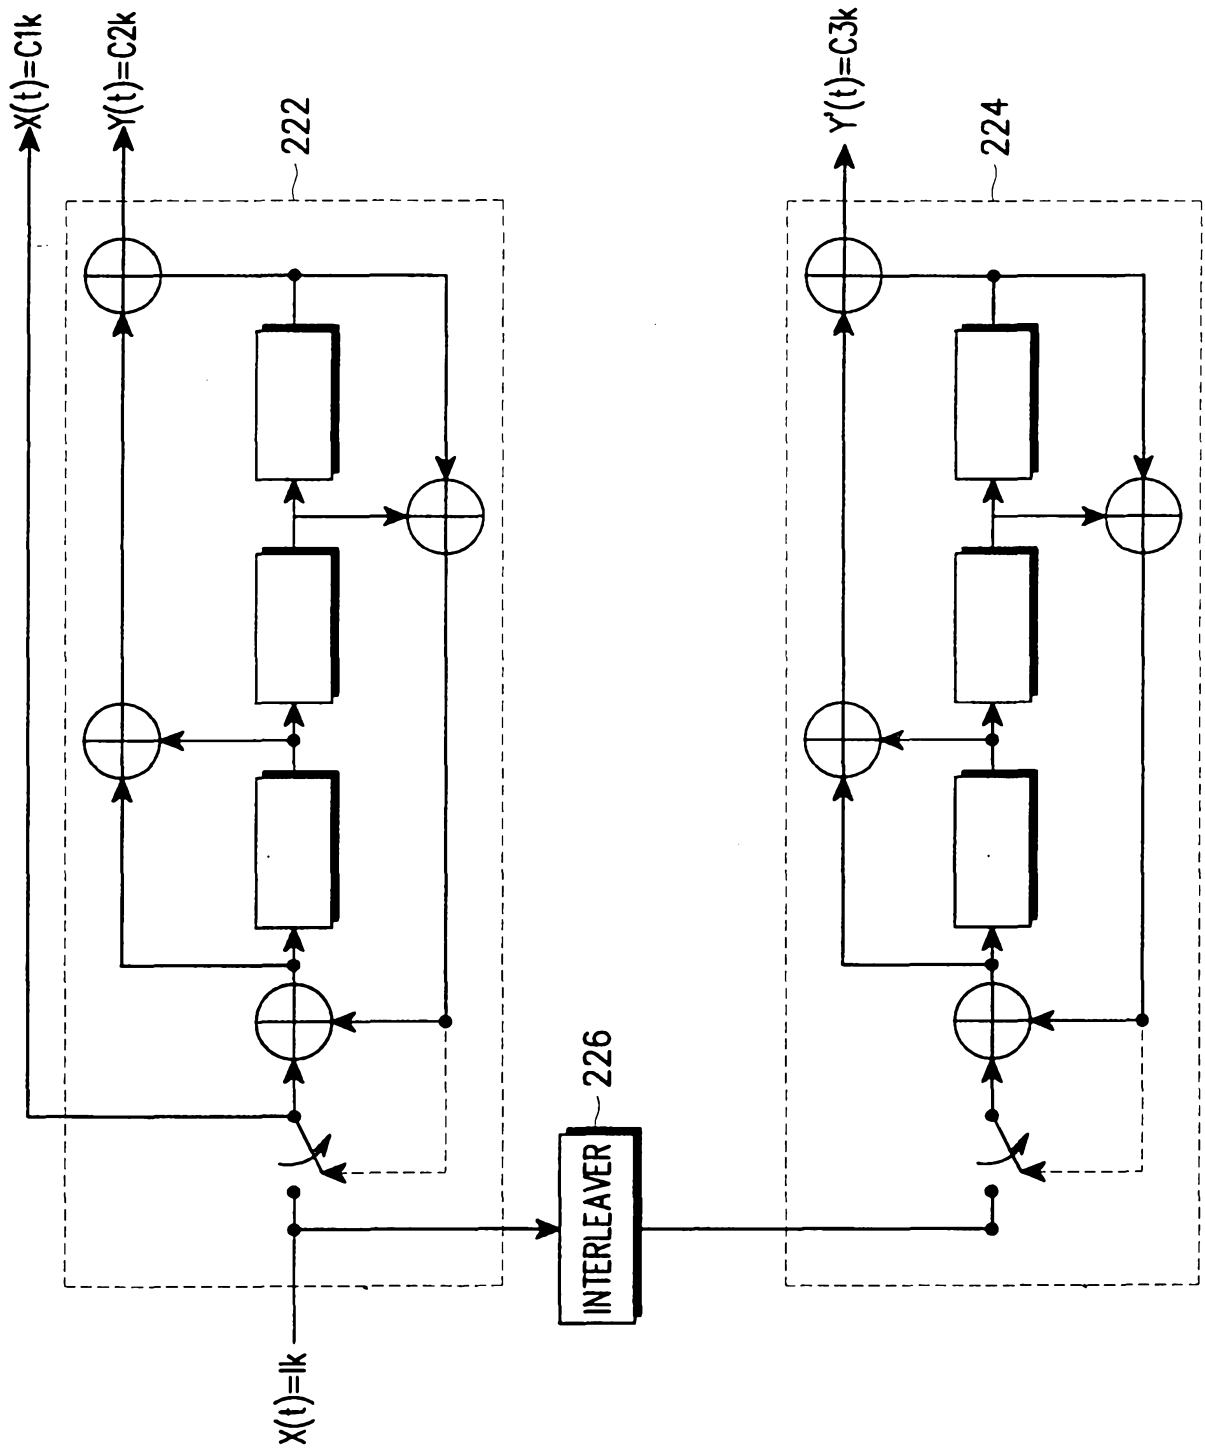 X(t)=C1k
Y(t)=C2k
222
Y'(t)=C3k
224
226
INTERLEAVER
X(t)=Ik